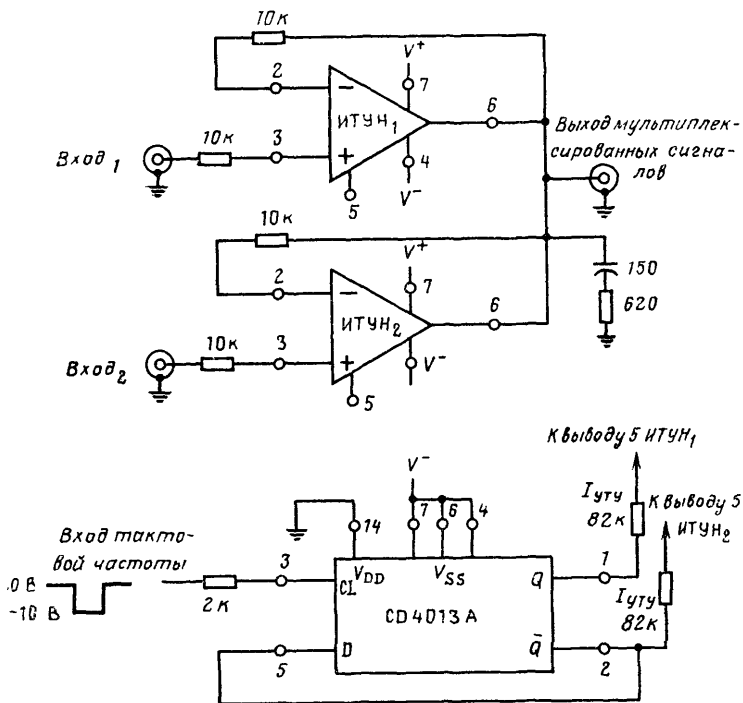 10к
V+
2
7
6
ИТУН1
Выход мультиплек-
сированных сигна-
лов
Вход1
10к
3
4
V−
5
10к
V+
2
7
6
150
620
ИТУН2
Вход2
10к
3
V−
5
К выводу 5 ИТУН1
V−
IУТУ
82к
К выводу 5
ИТУН2
14
7
6
4
Вход такто-
вой частоты
3
VDD
VSS
1
0 В
−10 В
2к
CL
Q
IУТУ
82к
CD4013A
D
Q̄
5
2